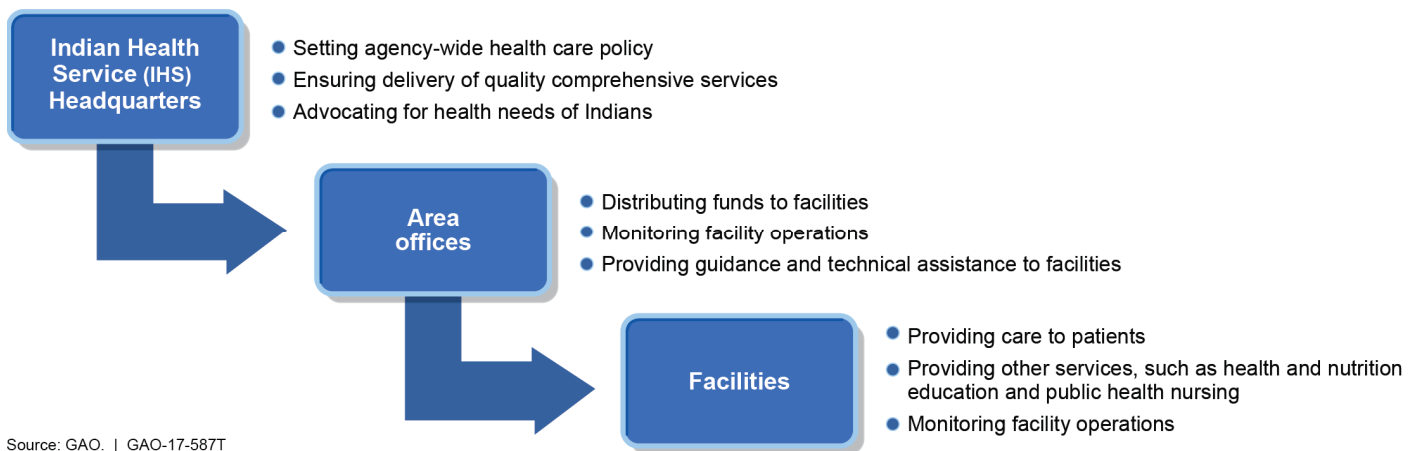 Indian Health
Service (IHS)
Headquarters
Setting agency-wide health care policy
Ensuring delivery of quality comprehensive services
Advocating for health needs of Indians
Area
offices
Distributing funds to facilities
Monitoring facility operations
Providing guidance and technical assistance to facilities
Facilities
Providing care to patients
Providing other services, such as health and nutrition
education and public health nursing
Monitoring facility operations
Source: GAO. | GAO-17-587T